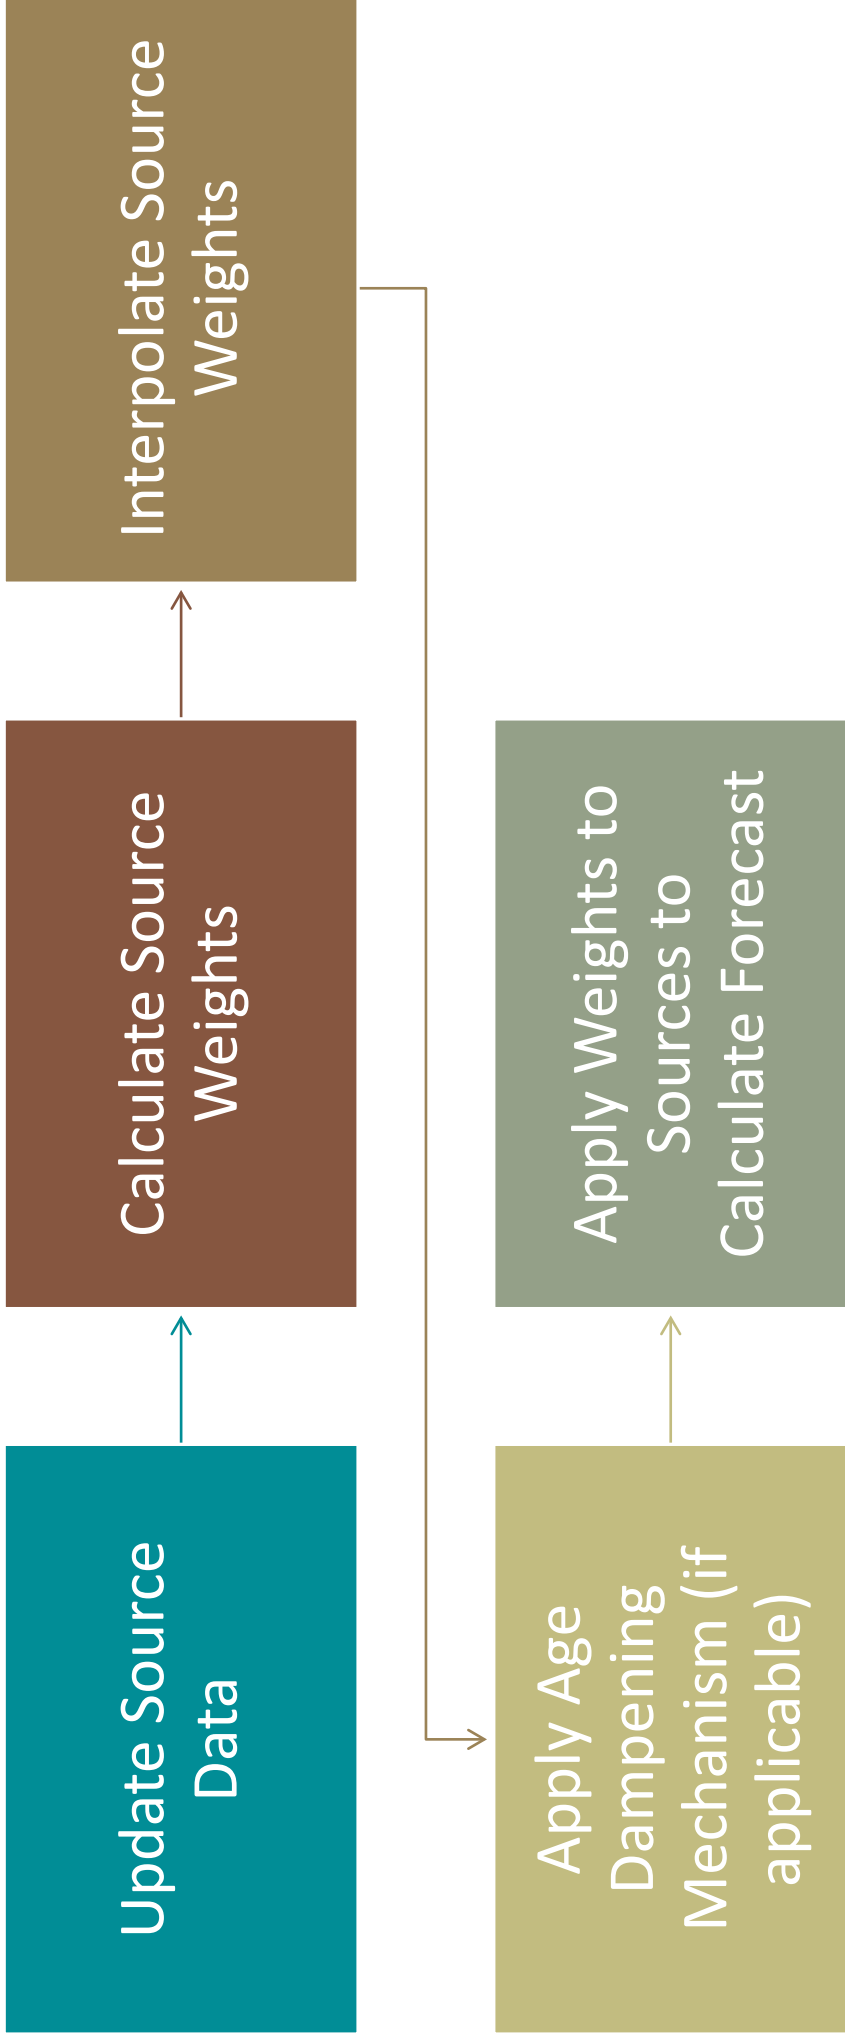 Update Source
Data
Calculate Source
Weights
Interpolate Source
Weights
Apply Age
Dampening
Mechanism (if
applicable)
Apply Weights to
Sources to
Calculate Forecast